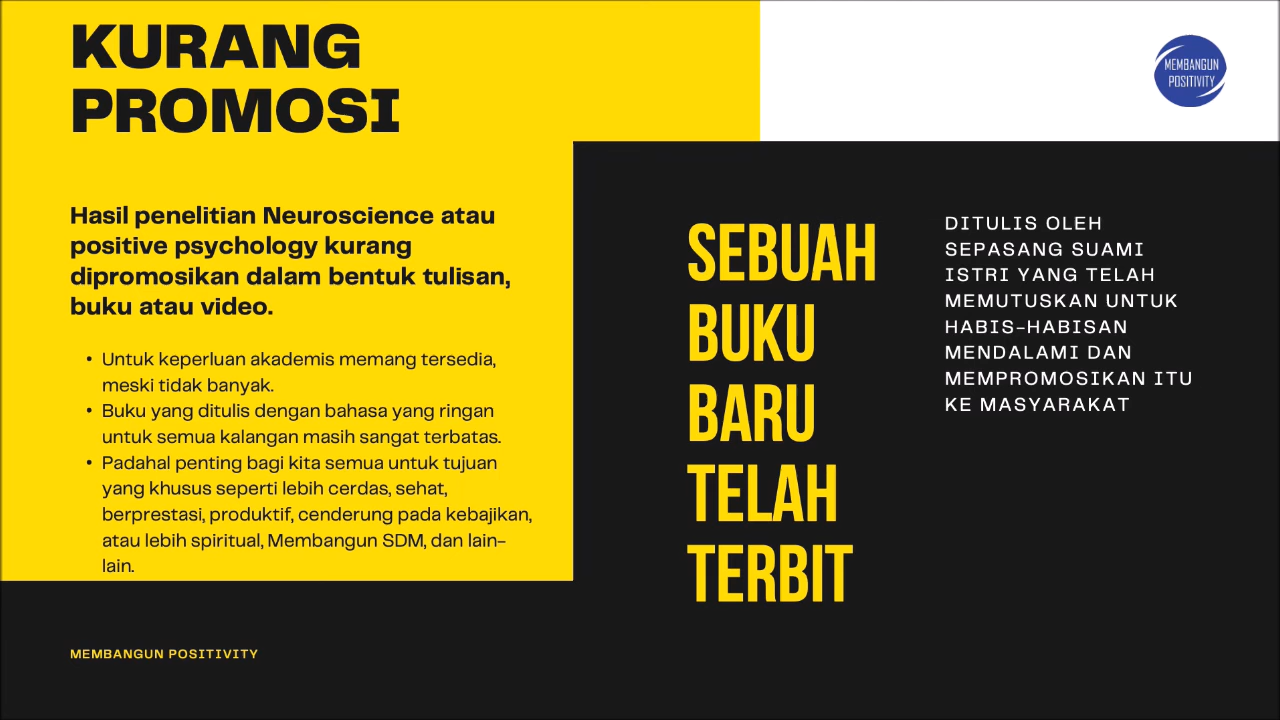 KURANG
PROMOSI
MEMBANGUN
POSITIVITY
Hasil penelitian Neuroscience atau
positive psychology kurang
dipromosikan dalam bentuk tulisan,
buku atau video.
• Untuk keperluan akademis memang tersedia,
meski tidak banyak.
• Buku yang ditulis dengan bahasa yang ringan
untuk semua kalangan masih sangat terbatas.
• Padahal penting bagi kita semua untuk tujuan
yang khusus seperti lebih cerdas, sehat,
berprestasi, produktif, cenderung pada kebajikan,
atau lebih spiritual, Membangun SDM, dan lain-
lain.
SEBUAH
BUKU
BARU
TELAH
TERBIT
DITULIS OLEH
SEPASANG SUAMI
ISTRI YANG TELAH
MEMUTUSKAN UNTUK
HABIS-HABISAN
MENDALAMI DAN
MEMPROMOSIKAN ITU
KE MASYARAKAT
MEMBANGUN POSITIVITY